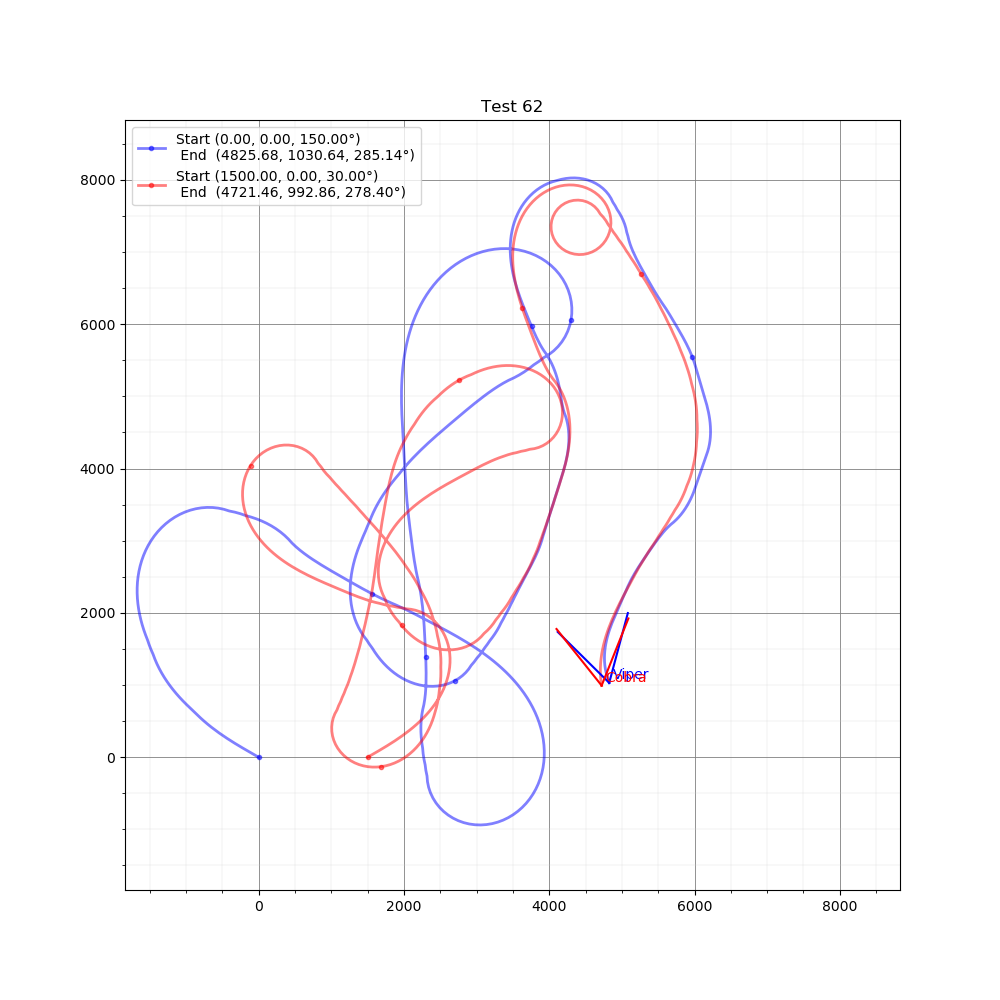 Test 62
Start (0.00, 0.00, 150.00°)
End (4825.68, 1030.64, 285.14°)
Start (1500.00, 0.00, 30.00°)
End (4721.46, 992.86, 278.40°)
8000
6000
4000
2000
0
Viper
Cobra
0 2000 4000 6000 8000